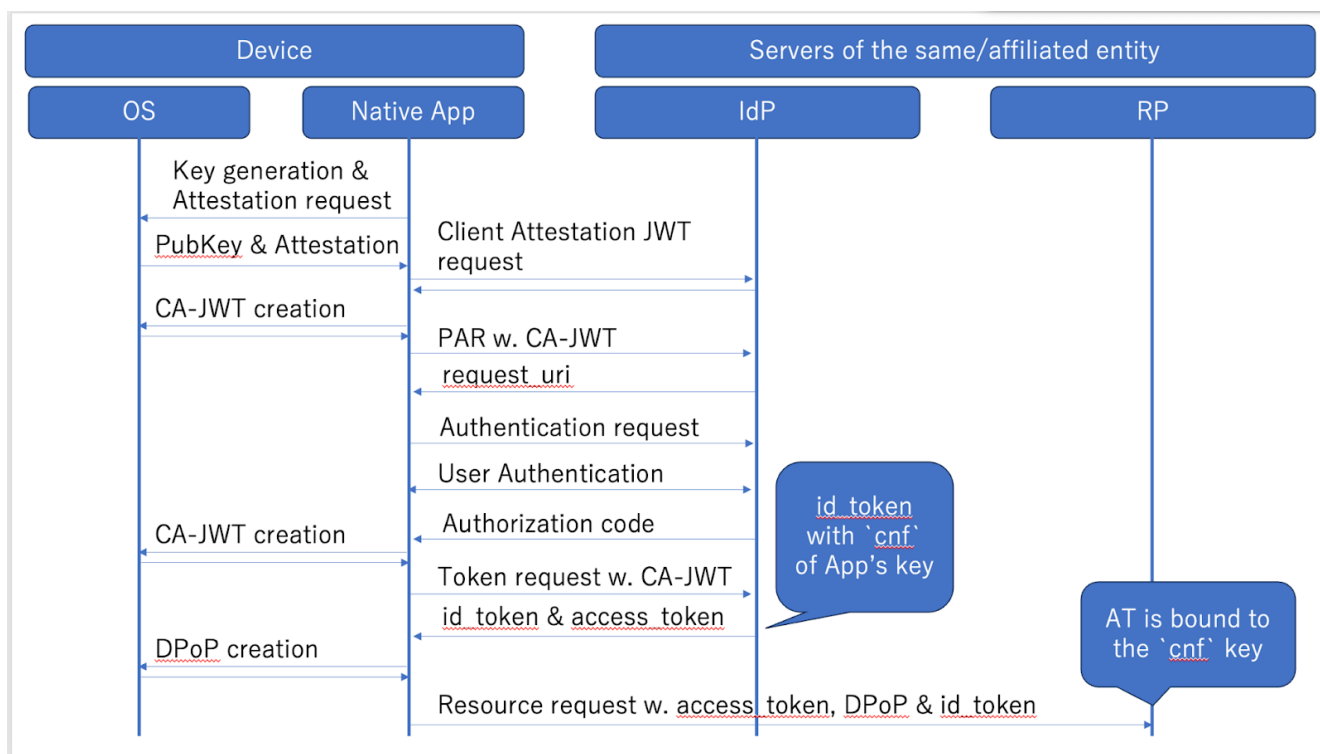 Device
Servers of the same/affiliated entity
OS
Native App
IdP
RP
Key generation &
Attestation request
PubKey & Attestation
Client Attestation JWT
request
CA-JWT creation
PAR w. CA-JWT
request_uri
Authentication request
User Authentication
Authorization code
CA-JWT creation
Token request w. CA-JWT
id_token & access_token
id_token
with `cnf`
of App's key
DPoP creation
AT is bound to
the `cnf` key
Resource request w. access_token, DPoP & id_token